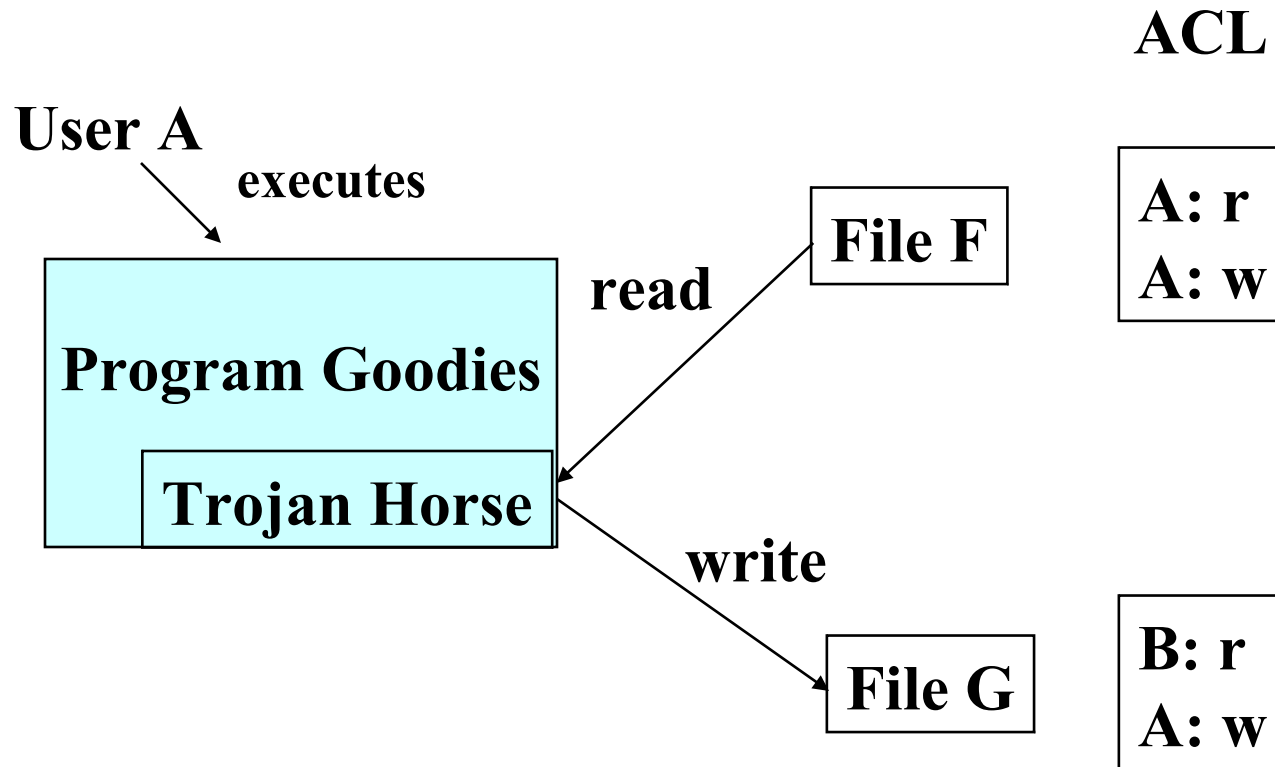 ACL
User A
executes
A: r
A: w
File F
read
Program Goodies
Trojan Horse
write
File G
B: r
A: w